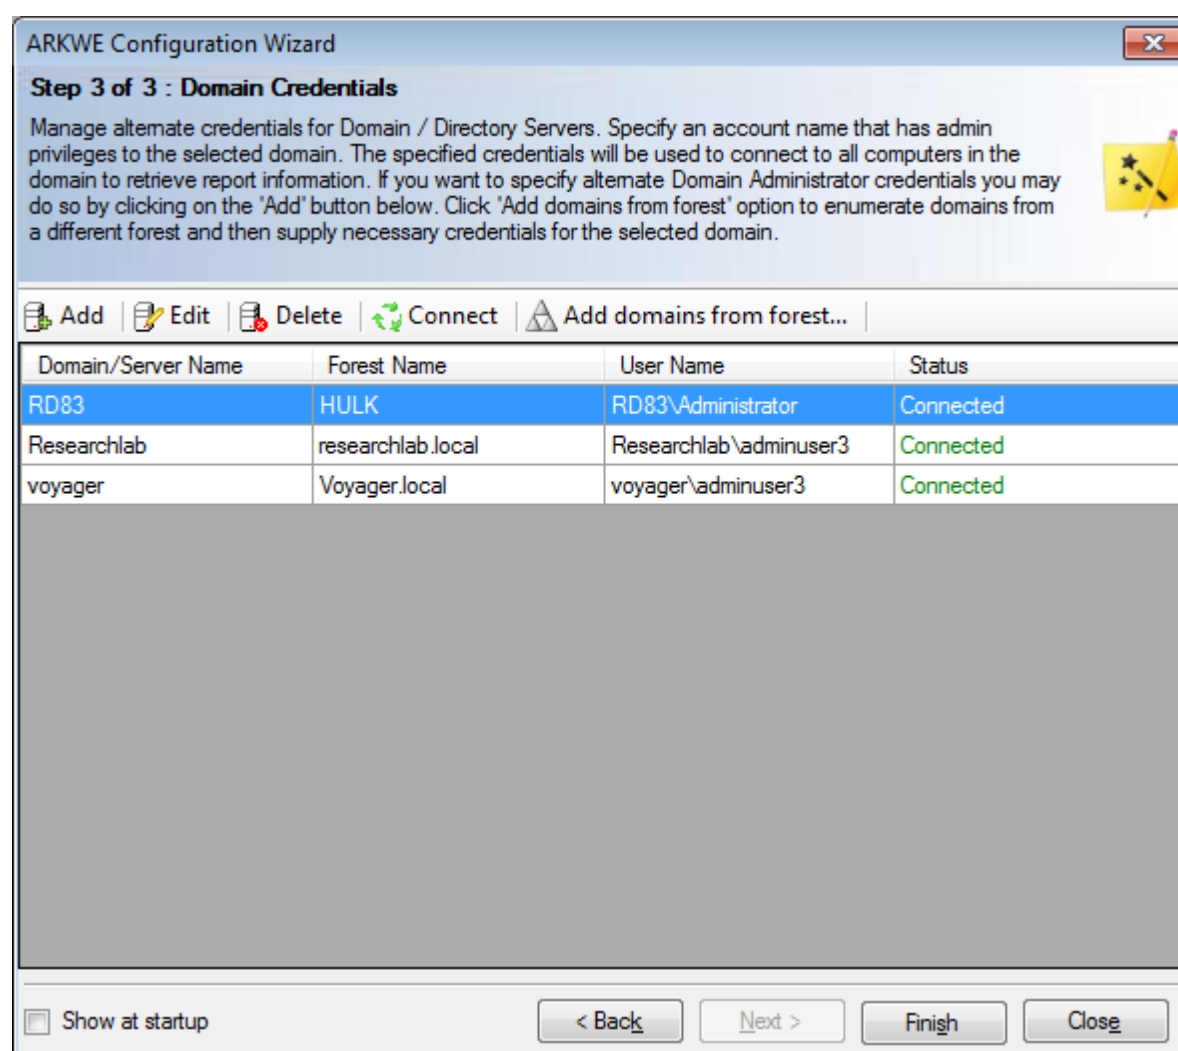 ARKWE Configuration Wizard
Step 3 of 3 : Domain Credentials
Manage alternate credentials for Domain / Directory Servers. Specify an account name that has admin
privileges to the selected domain. The specified credentials will be used to connect to all computers in the
domain to retrieve report information. If you want to specify alternate Domain Administrator credentials you may
do so by clicking on the 'Add' button below. Click 'Add domains from forest' option to enumerate domains from
a different forest and then supply necessary credentials for the selected domain.
Add Edit Delete Connect Add domains from forest...
Domain/Server Name Forest Name User Name Status
RD83 HULK RD83\Administrator Connected
Researchlab researchlab.local Researchlab\adminuser3 Connected
voyager Voyager.local voyager\adminuser3 Connected
Show at startup < Back Next > Finish Close